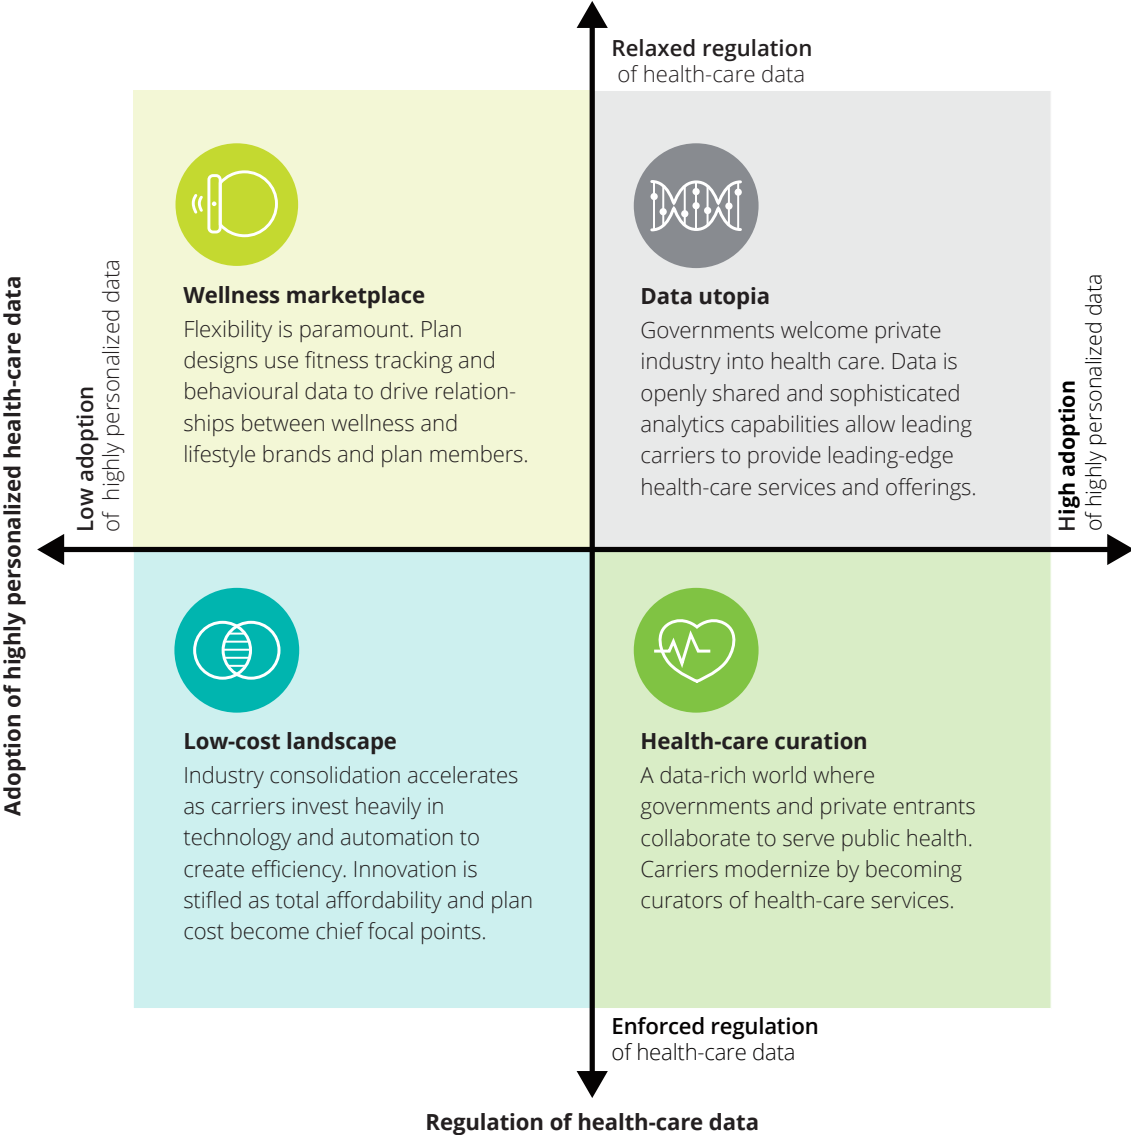 Relaxed regulation
of health-care data
Adoption of highly personalized health-care data
Low adoption
of highly personalized data
Wellness marketplace
Flexibility is paramount. Plan
designs use fitness tracking and
behavioural data to drive relation-
ships between wellness and
lifestyle brands and plan members.
Data utopia
Governments welcome private
industry into health care. Data is
openly shared and sophisticated
analytics capabilities allow leading
carriers to provide leading-edge
health-care services and offerings.
High adoption
of highly personalized data
Low-cost landscape
Industry consolidation accelerates
as carriers invest heavily in
technology and automation to
create efficiency. Innovation is
stifled as total affordability and plan
cost become chief focal points.
Health-care curation
A data-rich world where
governments and private entrants
collaborate to serve public health.
Carriers modernize by becoming
curators of health-care services.
Enforced regulation
of health-care data
Regulation of health-care data